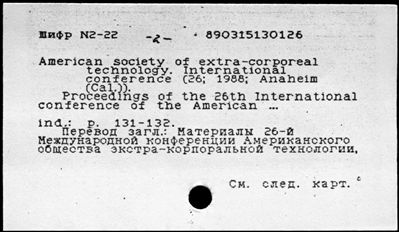 Шифр N2-22 -2- 890315130126
American society of extra-corporeal
technology. International
conference (26; 1988; Anaheim
(Cal.)).
Proceedings of the 26th International
conference of the American ...
ind.: p. 131-132.
Перевод загл.: Материалы 26-й
Международной конференции Американского
общества экстра-корпоральной технологии,
См. след. карт.